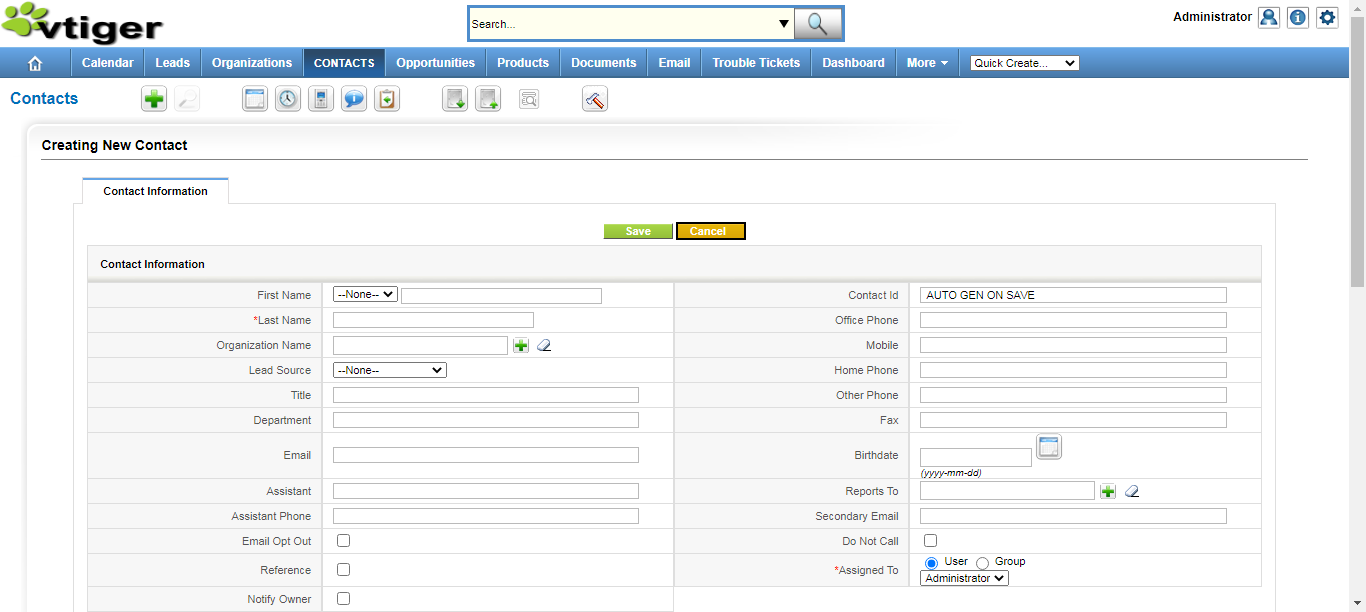 vtiger
Search...
Administrator
Calendar Leads Organizations CONTACTS Opportunities Products Documents Email Trouble Tickets Dashboard More Quick Create...
Contacts
Creating New Contact
Contact Information
Save Cancel
Contact Information
First Name --None-- Contact Id AUTO GEN ON SAVE
*Last Name Office Phone
Organization Name Mobile
Lead Source --None-- Home Phone
Title Other Phone
Department Fax
Email Birthdate
(yyyy-mm-dd)
Assistant Reports To
Assistant Phone Secondary Email
Email Opt Out Do Not Call
Reference *Assigned To User Group
Administrator
Notify Owner